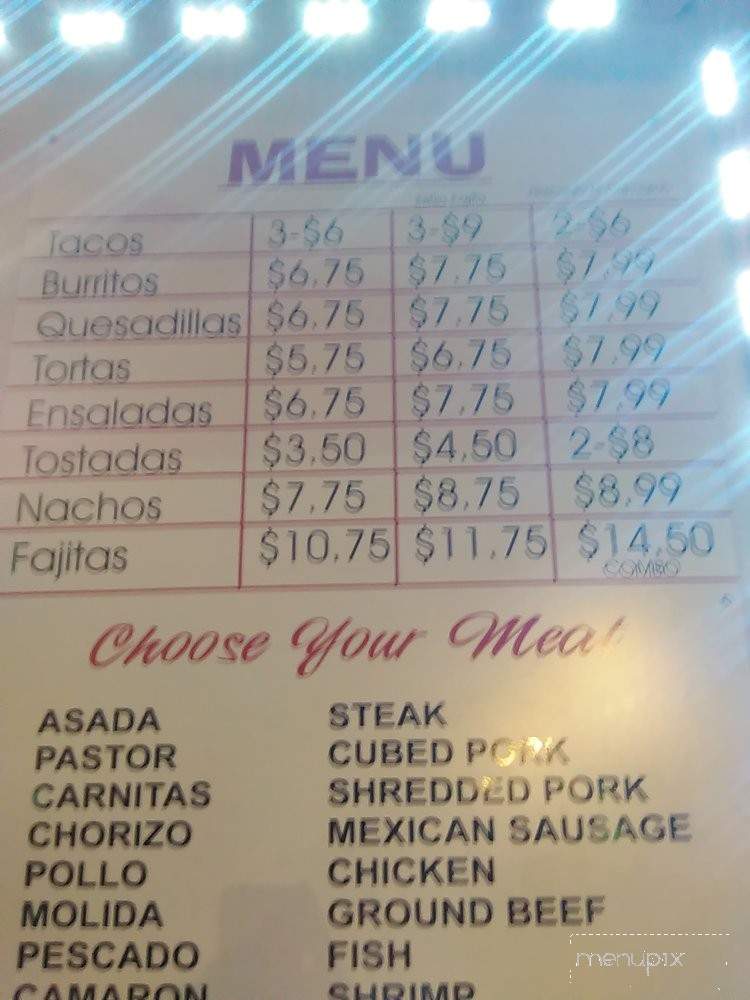 MENU
Tacos 3-$6 3-$9 2-$6
Burritos $6.75 $7.75 $7.99
Quesadillas $6.75 $7.75 $7.99
Tortas $5.75 $6.75 $7.99
Ensaladas $6.75 $7.75 $7.99
Tostadas $3.50 $4.50 2-$8
Nachos $7.75 $8.75 $8.99
Fajitas $10.75 $11.75 $14.50
COMBO
Choose Your Meat
ASADA STEAK
PASTOR CUBED PORK
CARNITAS SHREDDED PORK
CHORIZO MEXICAN SAUSAGE
POLLO CHICKEN
MOLIDA GROUND BEEF
PESCADO FISH
CAMARON SHRIMP
menupix